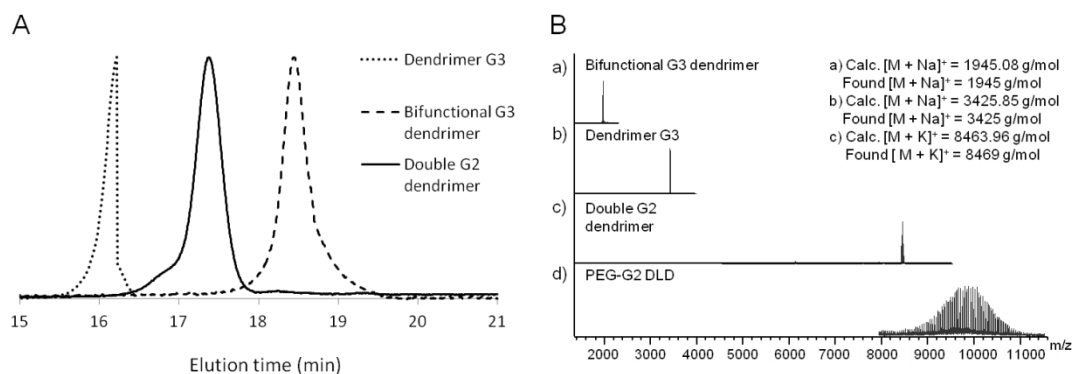 A
Dendrimer G3
Bifunctional G3
dendrimer
Double G2
dendrimer
15 16 17 18 19 20 21
Elution time (min)
B
a) Bifunctional G3 dendrimer
b) Dendrimer G3
c) Double G2
dendrimer
d) PEG-G2 DLD
a) Calc. [M + Na]⁺ = 1945.08 g/mol
Found [M + Na]⁺ = 1945 g/mol
b) Calc. [M + Na]⁺ = 3425.85 g/mol
Found [M + Na]⁺ = 3425 g/mol
c) Calc. [M + K]⁺ = 8463.96 g/mol
Found [ M + K]⁺ = 8469 g/mol
2000 3000 4000 5000 6000 7000 8000 9000 10000 11000 m/z